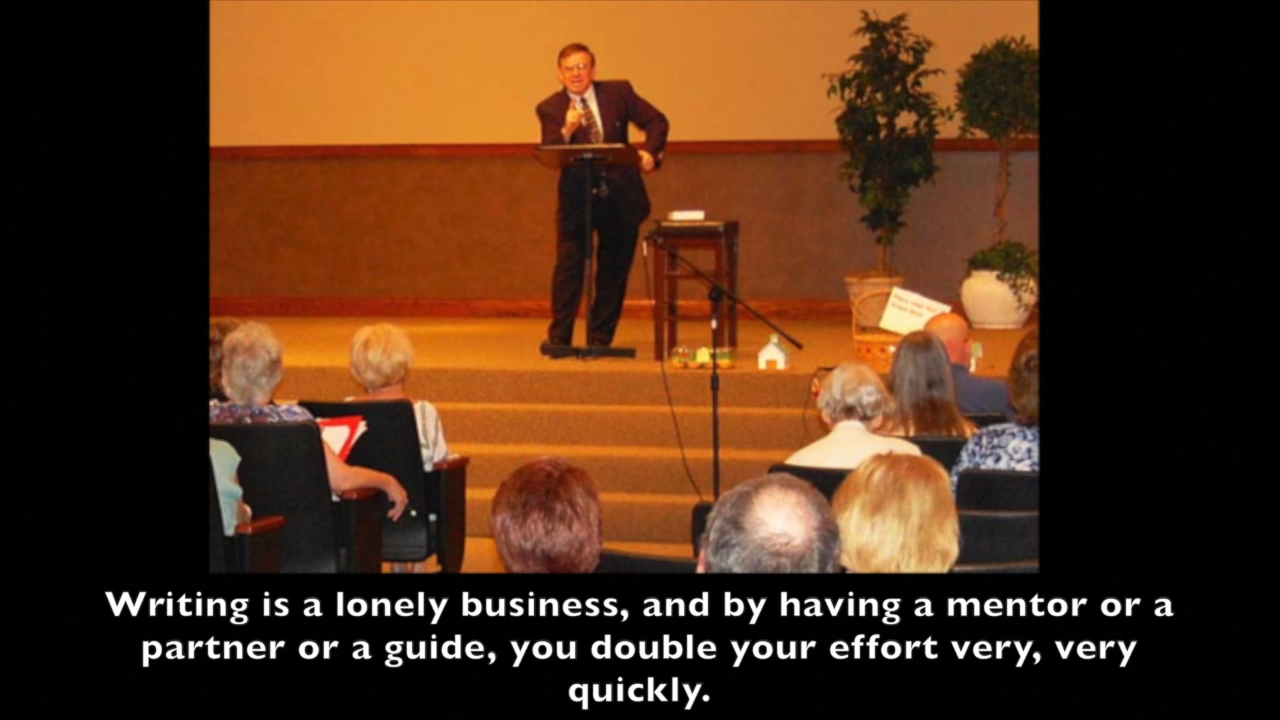 Writing is a lonely business, and by having a mentor or a
partner or a guide, you double your effort very, very
quickly.